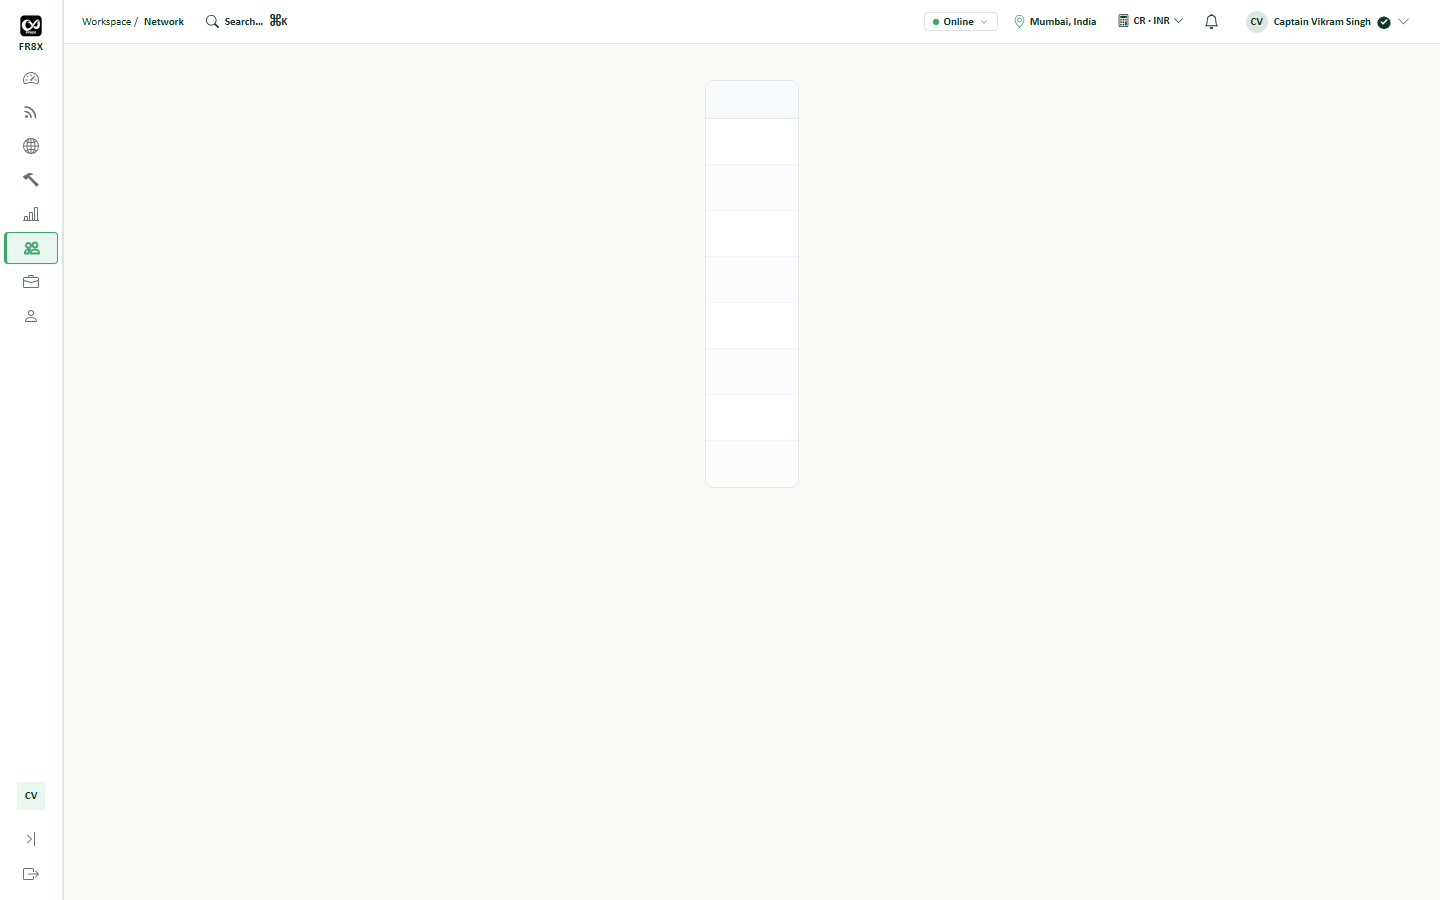 FR8X
Workspace / Network
Search... ⌘K
Online
Mumbai, India
CR • INR
CV
Captain Vikram Singh
CV